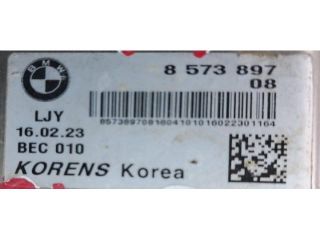 BMW
8 573 897
08
LJY
16.02.23
BEC 010
8573897081604101016022301164
KORENS Korea